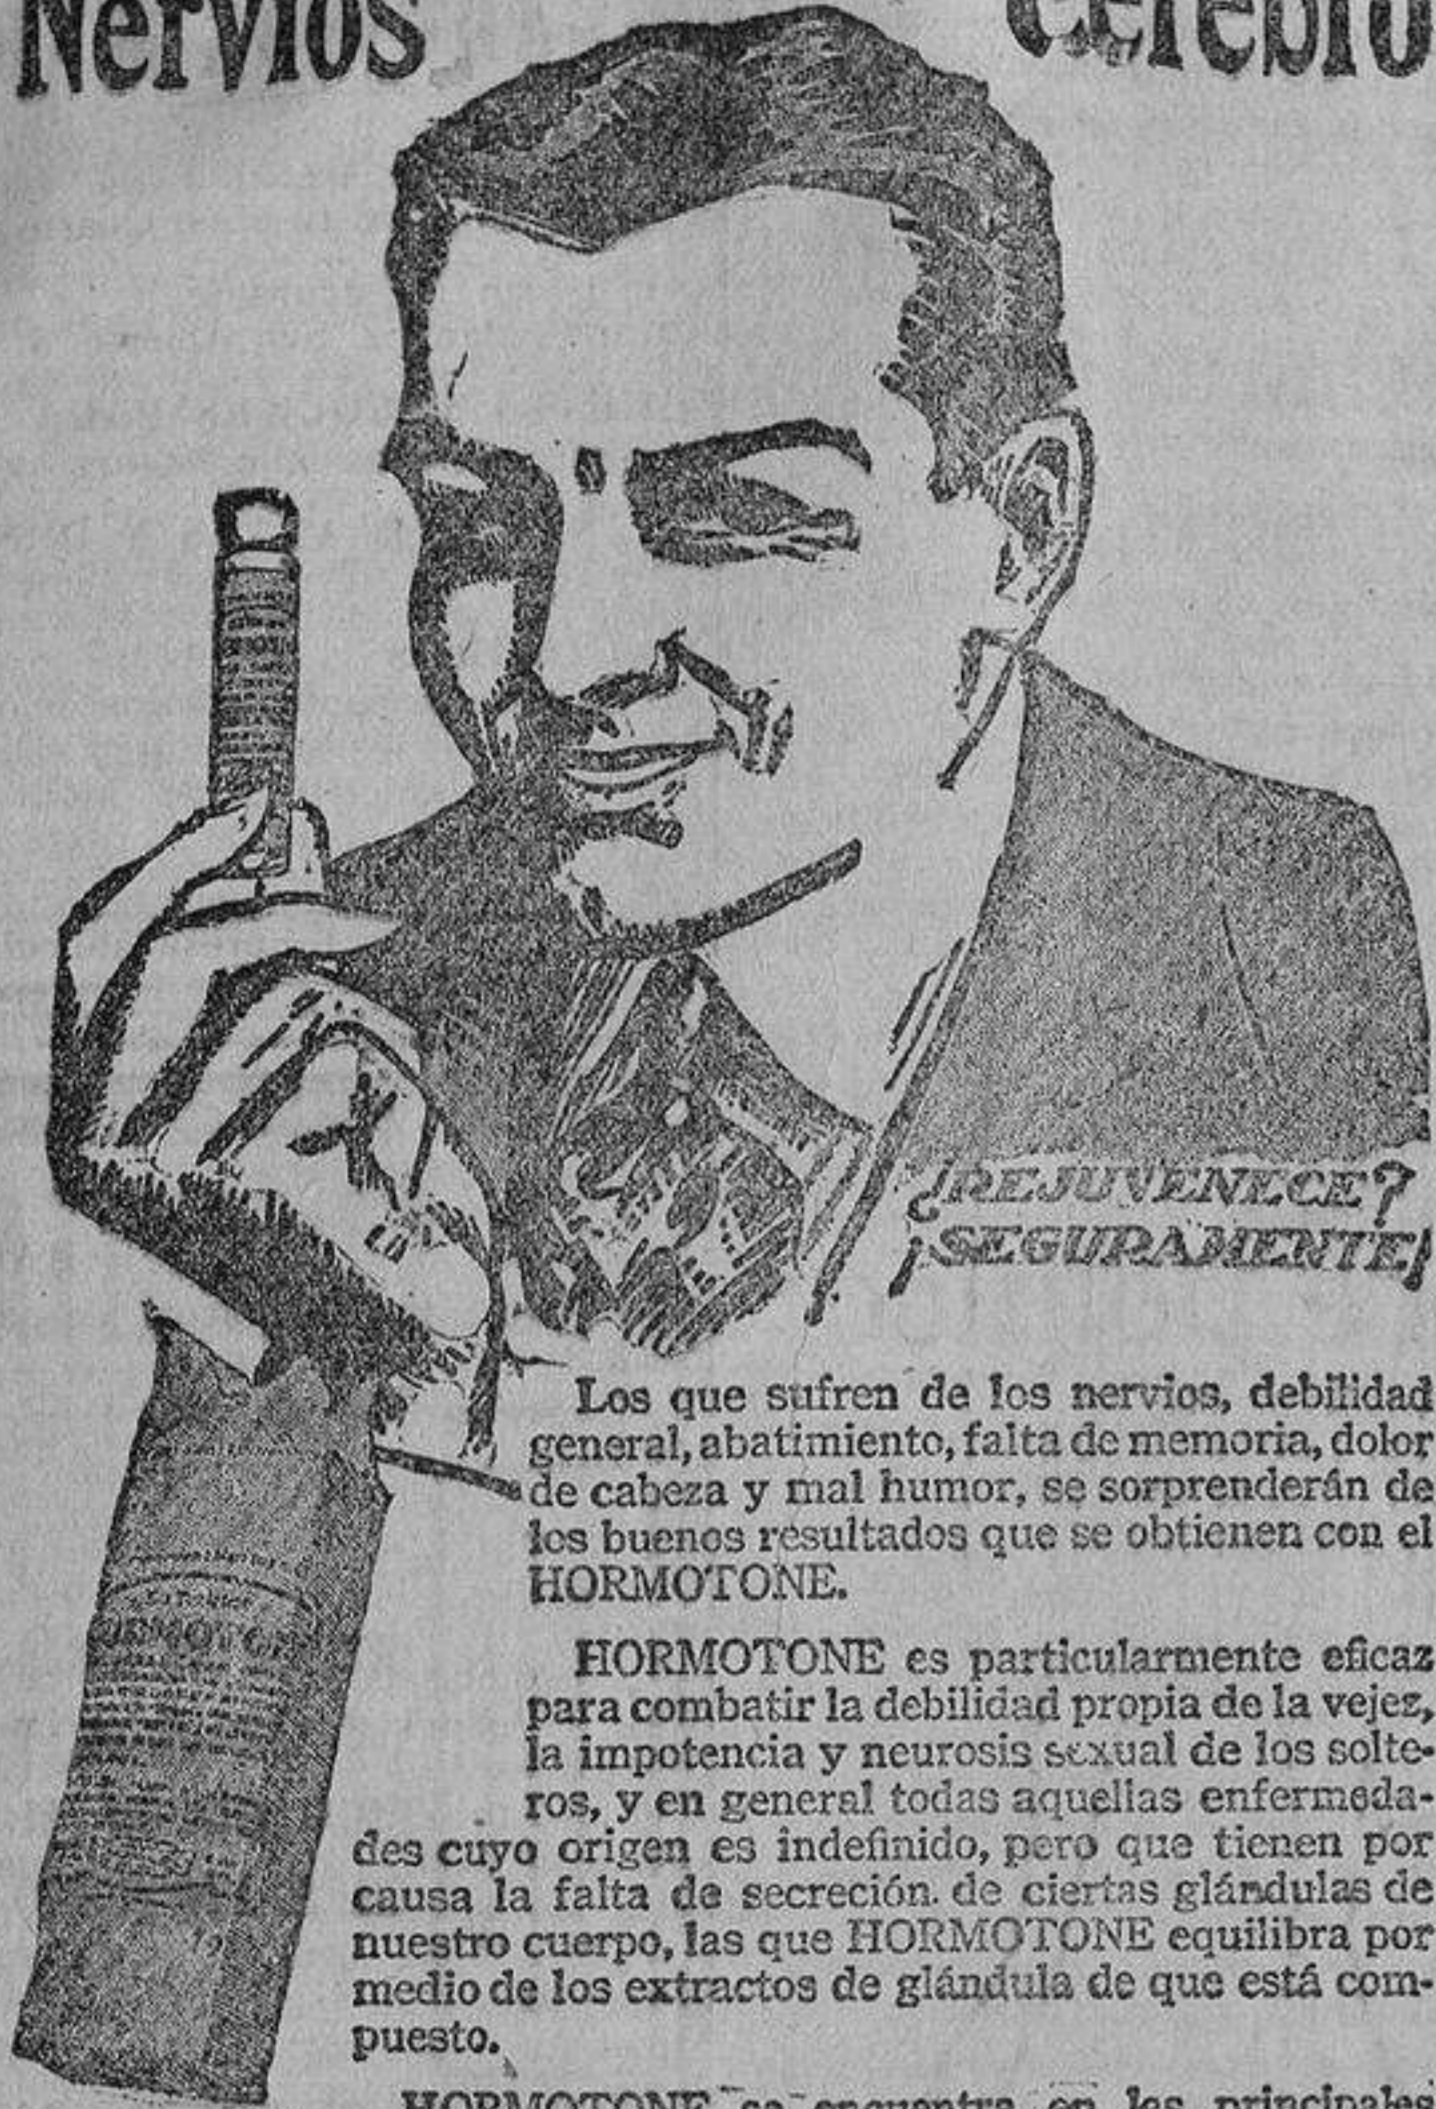 Nervios Cerebro
¿REJUVENECE?
¡SEGURAMENTE!
Los que sufren de los nervios, debilidad
general, abatimiento, falta de memoria, dolor
de cabeza y mal humor, se sorprenderán de
los buenos resultados que se obtienen con el
HORMOTONE.
HORMOTONE es particularmente eficaz
para combatir la debilidad propia de la vejez,
la impotencia y neurosis sexual de los solte-
ros, y en general todas aquellas enfermeda-
des cuyo origen es indefinido, pero que tienen por
causa la falta de secreción. de ciertas glándulas de
nuestro cuerpo, las que HORMOTONE equilibra por
medio de los extractos de glándula de que está com-
puesto.
HORMOTONE se encuentra en las principales